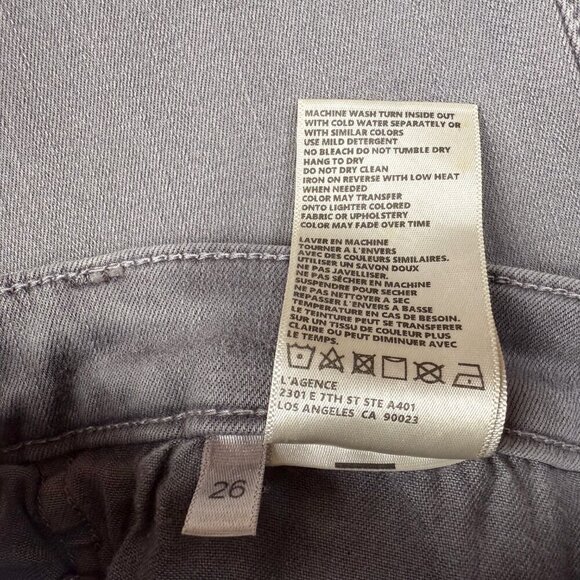 MACHINE WASH TURN INSIDE OUT
WITH COLD WATER SEPARATELY OR
WITH SIMILAR COLORS
USE MILD DETERGENT
NO BLEACH DO NOT TUMBLE DRY
HANG TO DRY
DO NOT DRY CLEAN
IRON ON REVERSE WITH LOW HEAT
WHEN NEEDED
COLOR MAY TRANSFER
ONTO LIGHTER COLORED
FABRIC OR UPHOLSTERY
COLOR MAY FADE OVER TIME
LAVER EN MACHINE
TOURNER A L'ENVERS
AVEC DES COULEURS SIMILAIRES.
UTILISER UN SAVON DOUX
NE PAS JAVELLISER.
NE PAS SÉCHER EN MACHINE
SUSPENDRE POUR SECHER
NE PAS NETTOYER A SEC
REPASSER L'ENVERS A BASSE
TEMPERATURE EN CAS DE BESOIN.
LE TEINTURE PEUT SE TRANSFERER
SUR UN TISSU DE COULEUR PLUS
CLAIRE OU PEUT DIMINUER AVEC
LE TEMPS.
L'AGENCE
2301 E 7TH ST STE A401
LOS ANGELES CA 90023
26